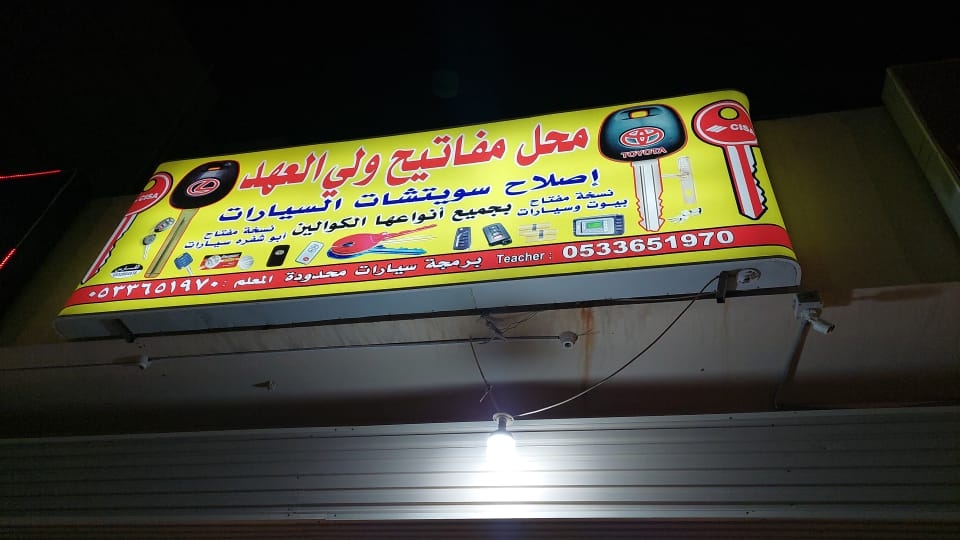 محل مفاتيح ولي العهد
إصلاح سويتشات السيارات
نسخة مفتاح
بيوت وسيارات
بجميع أنواعها الكوالين
نسخة مفتاح
ابو شفره سيارات
برمجة سيارات محدودة المعلم : ٠٥٣٣٦٥١٩٧٠
Teacher : 0533651970
TOYOTA
CISA
CISA